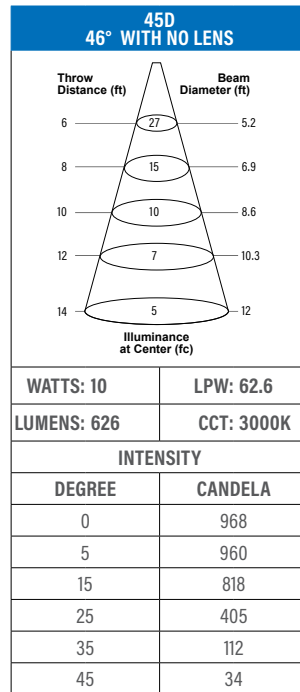 45D
46° WITH NO LENS
Throw Beam
Distance (ft) Diameter (ft)
6 27 5.2
8 15 6.9
10 10 8.6
12 7 10.3
14 5 12
Illuminance
at Center (fc)
WATTS: 10 LPW: 62.6
LUMENS: 626 CCT: 3000K
INTENSITY
DEGREE CANDELA
0 968
5 960
15 818
25 405
35 112
45 34